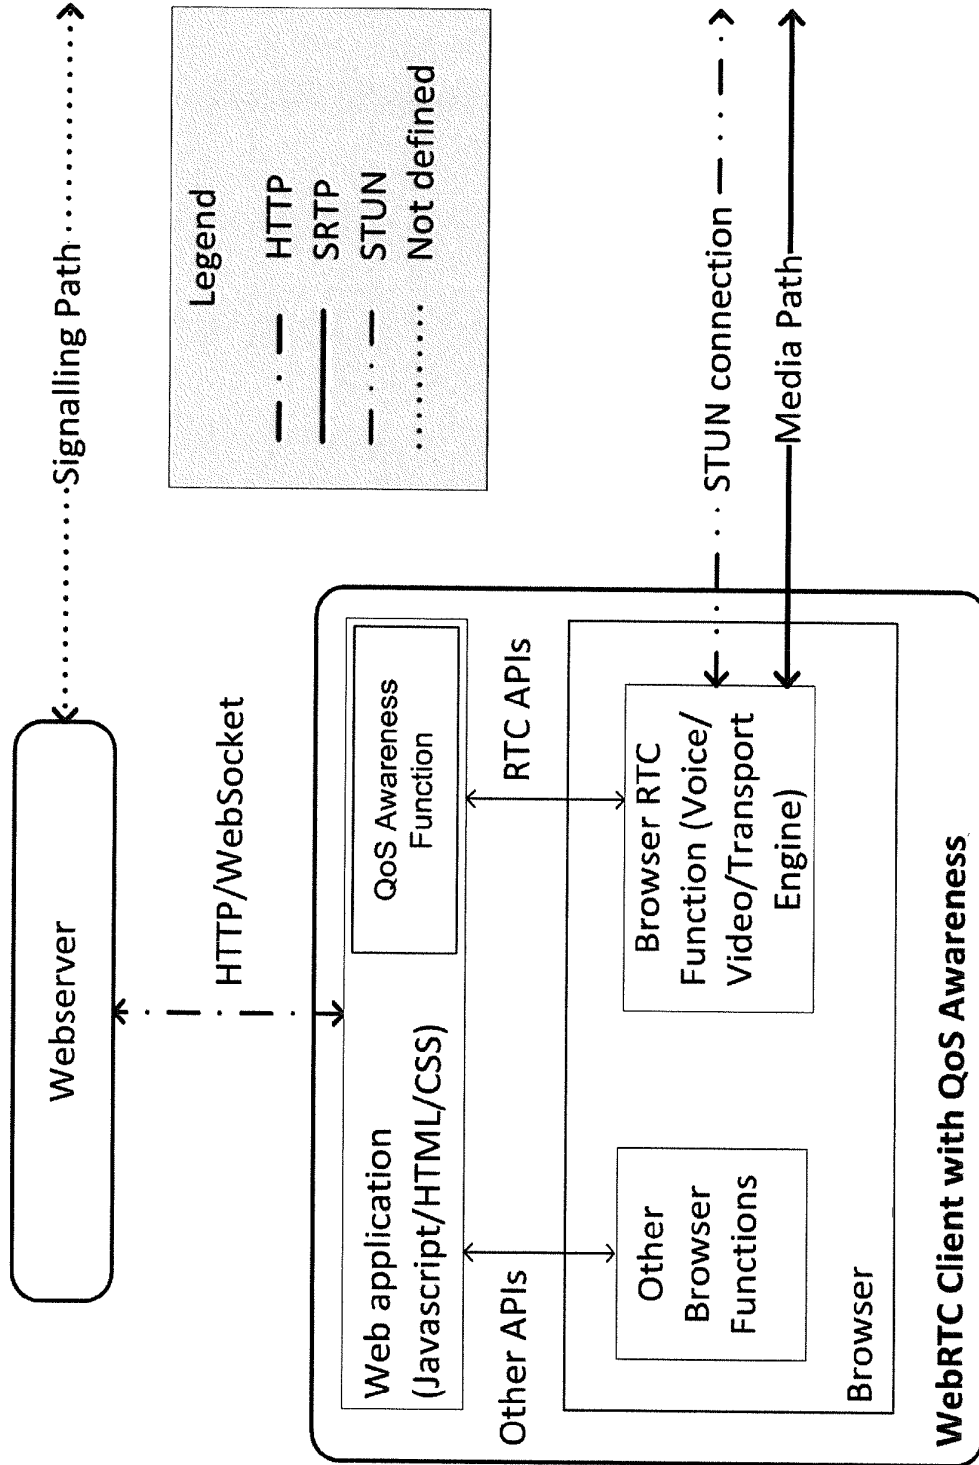 Webserver
Signalling Path
HTTP/WebSocket
Legend
HTTP
SRTP
STUN
Not defined
Web application
(Javascript/HTML/CSS)
QoS Awareness
Function
Other APIs
RTC APIs
Other
Browser
Functions
Browser RTC
Function (Voice/
Video/Transport
Engine)
STUN connection
Media Path
Browser
WebRTC Client with QoS Awareness